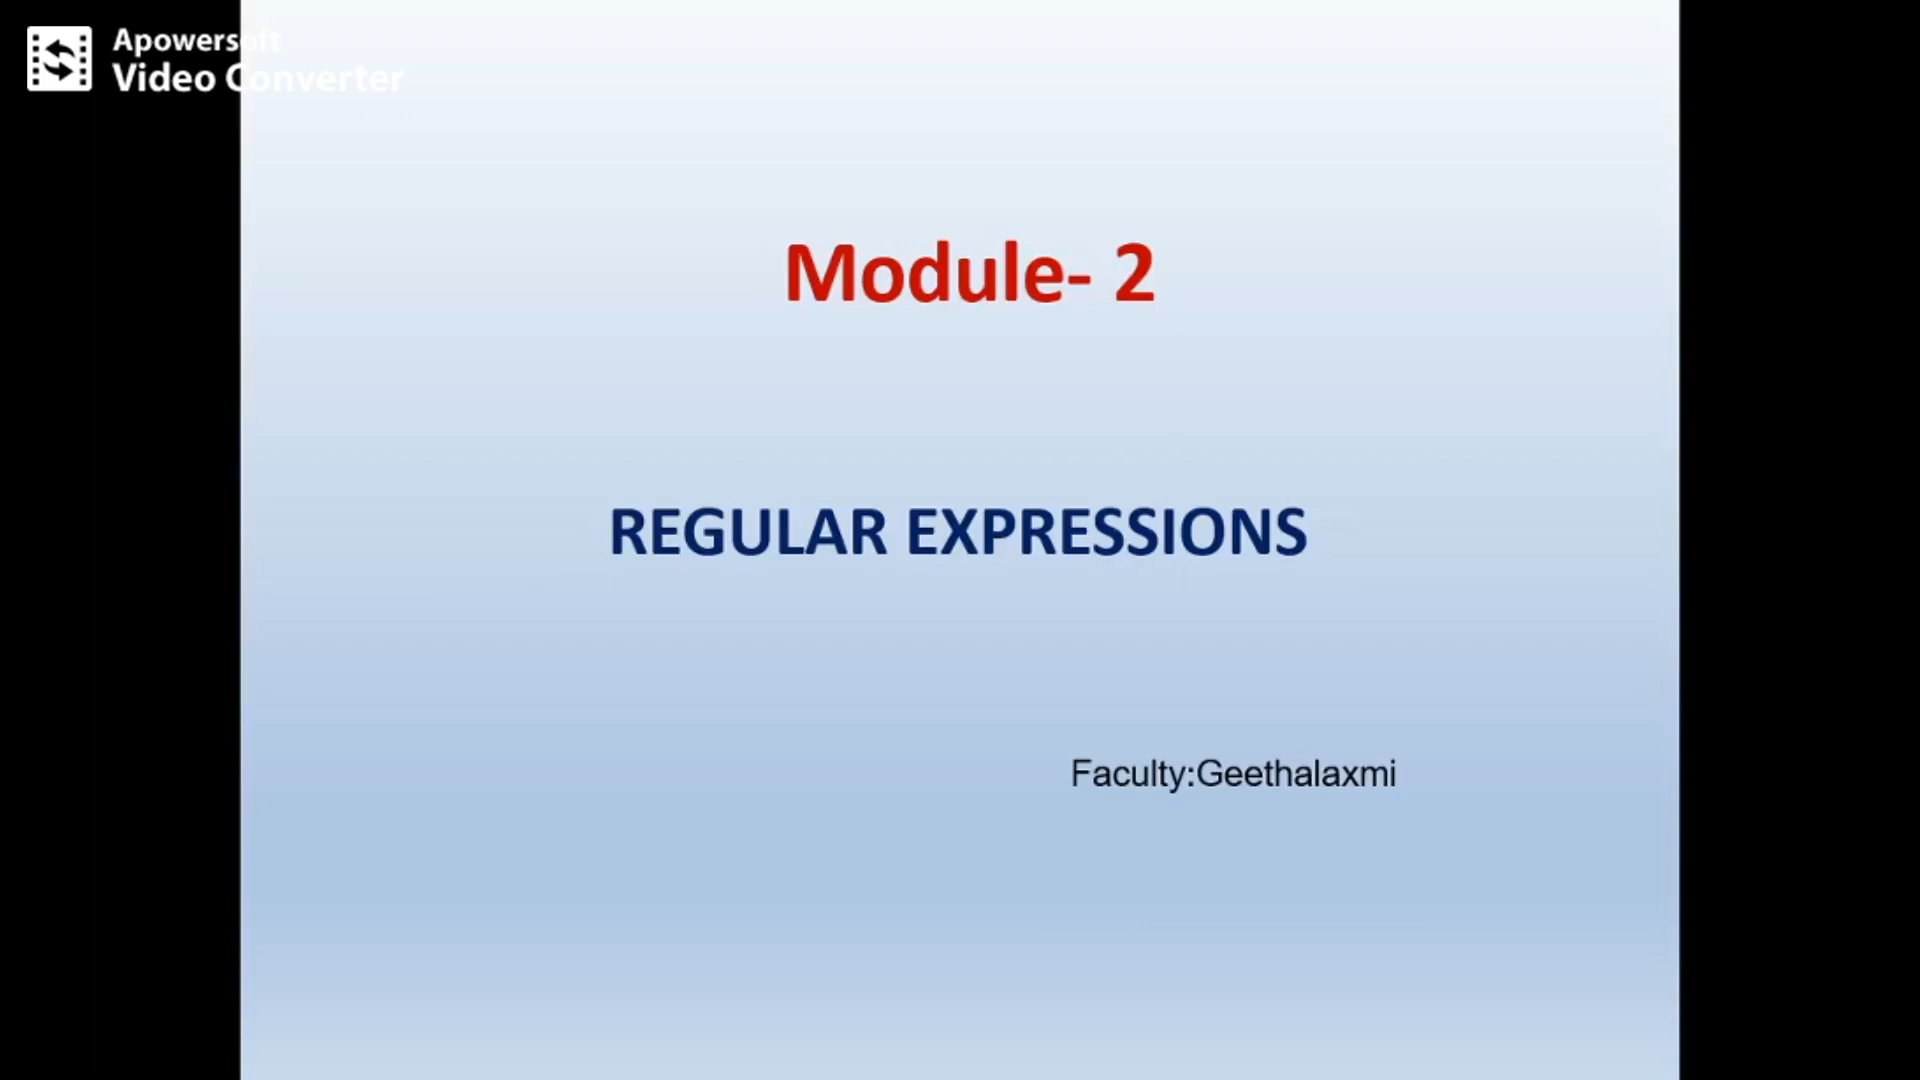 Apowersoft
Video Converter
Module- 2
REGULAR EXPRESSIONS
Faculty:Geethalaxmi